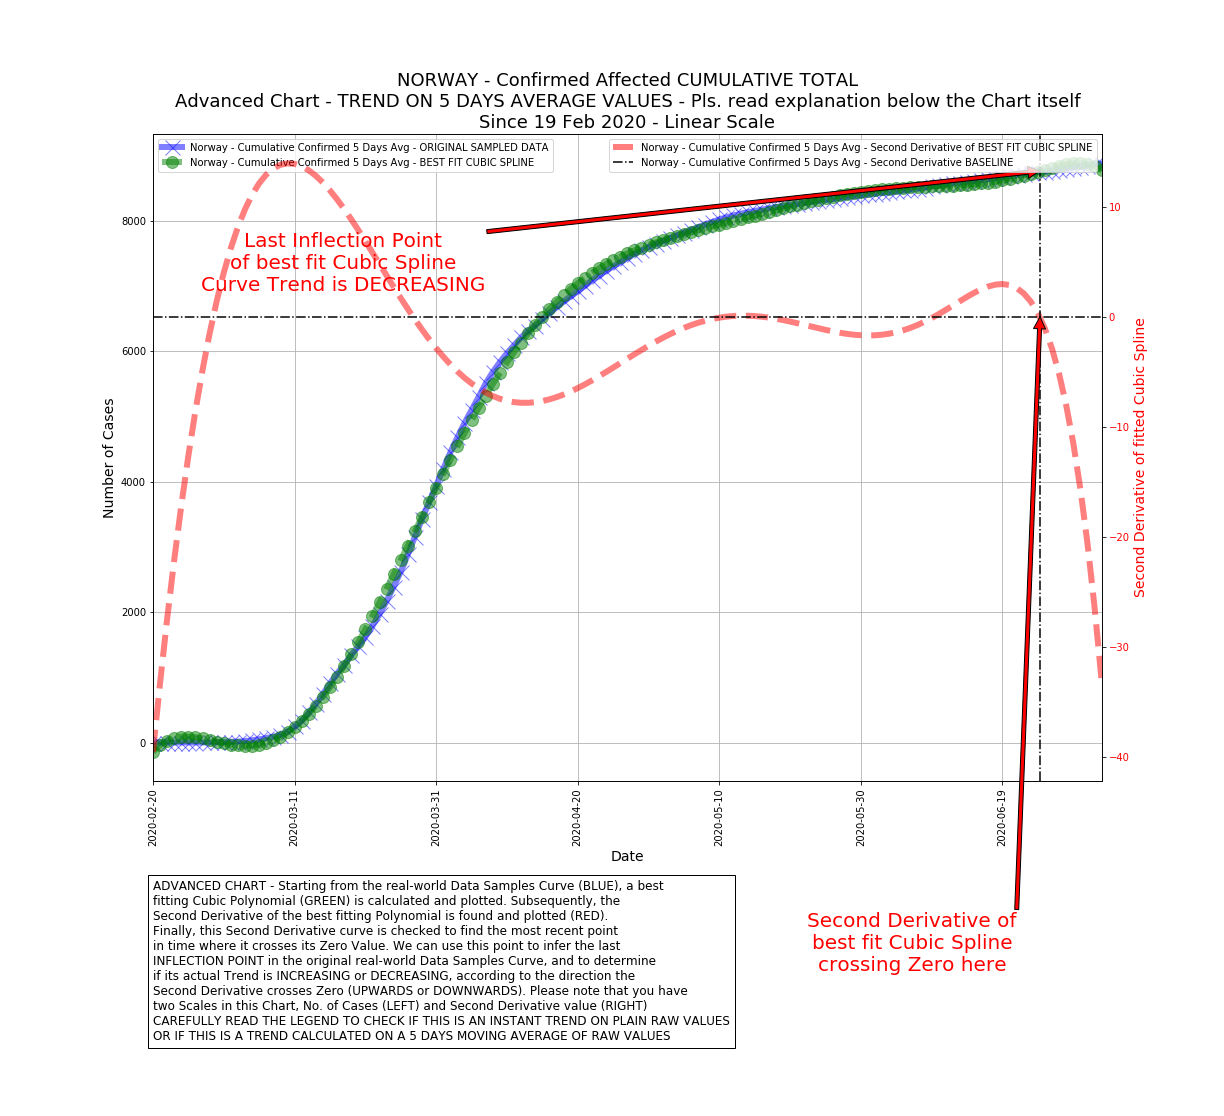 NORWAY - Confirmed Affected CUMULATIVE TOTAL
Advanced Chart - TREND ON 5 DAYS AVERAGE VALUES - Pls. read explanation below the Chart itself
Since 19 Feb 2020 - Linear Scale
Norway - Cumulative Confirmed 5 Days Avg - ORIGINAL SAMPLED DATA
Norway - Cumulative Confirmed 5 Days Avg - BEST FIT CUBIC SPLINE
Norway - Cumulative Confirmed 5 Days Avg - Second Derivative of BEST FIT CUBIC SPLINE
Norway - Cumulative Confirmed 5 Days Avg - Second Derivative BASELINE
Last Inflection Point
of best fit Cubic Spline
Curve Trend is DECREASING
Number of Cases
8000
6000
4000
2000
0
10
0
−10
−20
−30
−40
Second Derivative of fitted Cubic Spline
2020-02-20
2020-03-11
2020-03-31
2020-04-20
2020-05-10
2020-05-30
2020-06-19
Date
ADVANCED CHART - Starting from the real-world Data Samples Curve (BLUE), a best
fitting Cubic Polynomial (GREEN) is calculated and plotted. Subsequently, the
Second Derivative of the best fitting Polynomial is found and plotted (RED).
Finally, this Second Derivative curve is checked to find the most recent point
in time where it crosses its Zero Value. We can use this point to infer the last
INFLECTION POINT in the original real-world Data Samples Curve, and to determine
if its actual Trend is INCREASING or DECREASING, according to the direction the
Second Derivative crosses Zero (UPWARDS or DOWNWARDS). Please note that you have
two Scales in this Chart, No. of Cases (LEFT) and Second Derivative value (RIGHT)
CAREFULLY READ THE LEGEND TO CHECK IF THIS IS AN INSTANT TREND ON PLAIN RAW VALUES
OR IF THIS IS A TREND CALCULATED ON A 5 DAYS MOVING AVERAGE OF RAW VALUES
Second Derivative of
best fit Cubic Spline
crossing Zero here